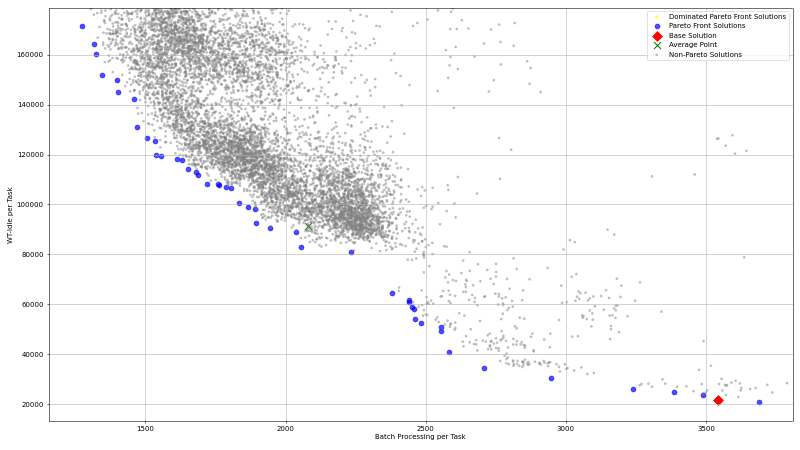 Dominated Pareto Front Solutions
Pareto Front Solutions
Base Solution
Average Point
Non-Pareto Solutions
160000
140000
120000
100000
80000
60000
40000
20000
WT-Idle per Task
1500
2000
2500
3000
3500
Batch Processing per Task